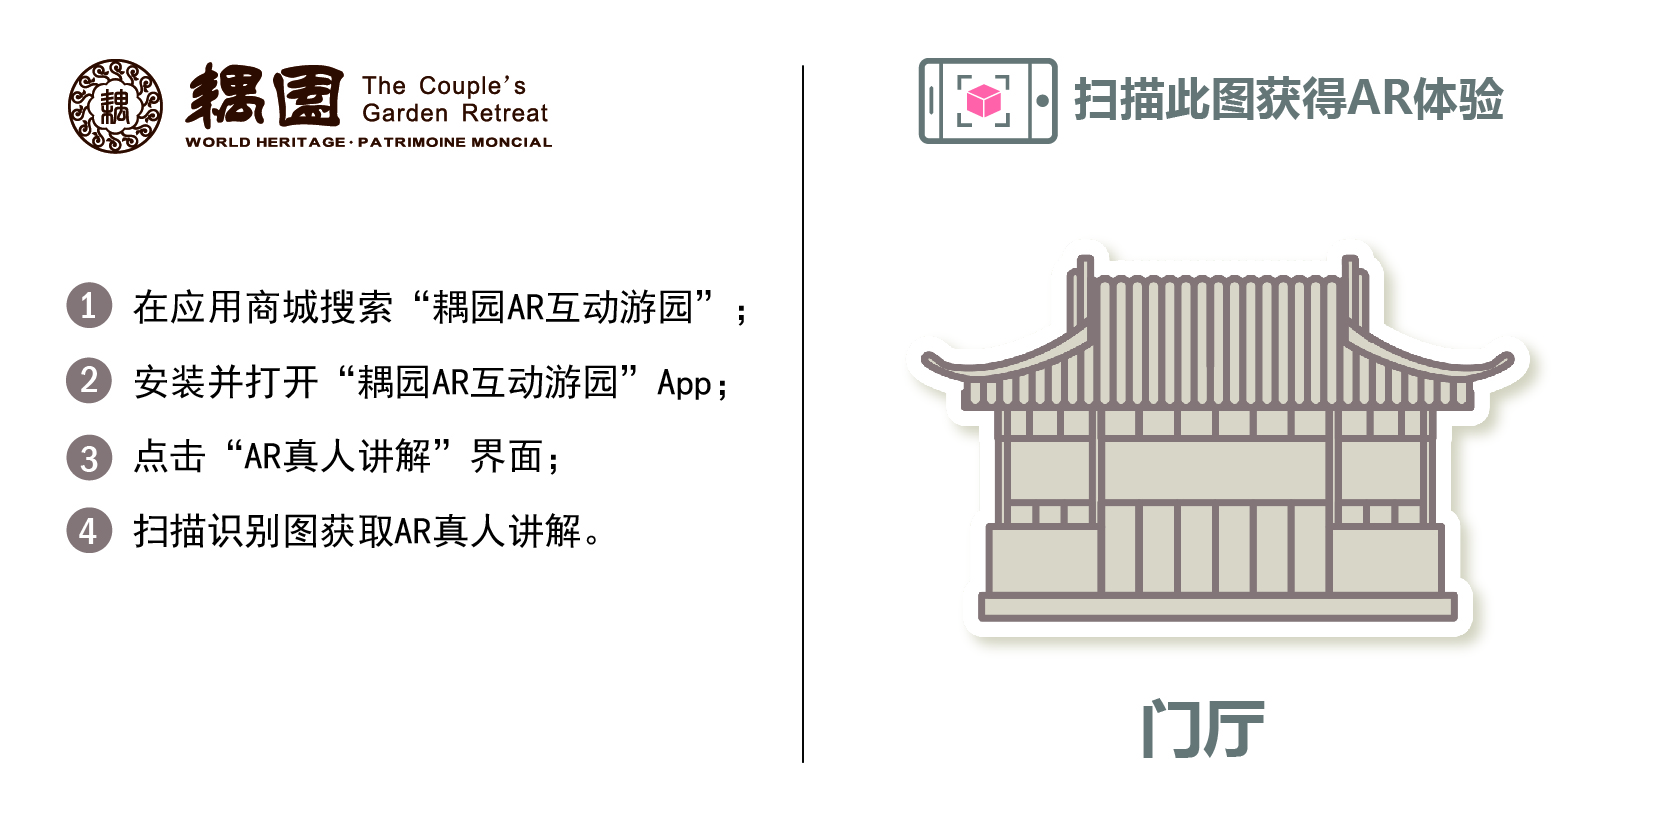 耦
耦园
The Couple's
Garden Retreat
WORLD HERITAGE·PATRIMOINE MONCIAL
1 在应用商城搜索“耦园AR互动游园”；
2 安装并打开“耦园AR互动游园”App；
3 点击“AR真人讲解”界面；
4 扫描识别图获取AR真人讲解。
扫描此图获得AR体验
门厅